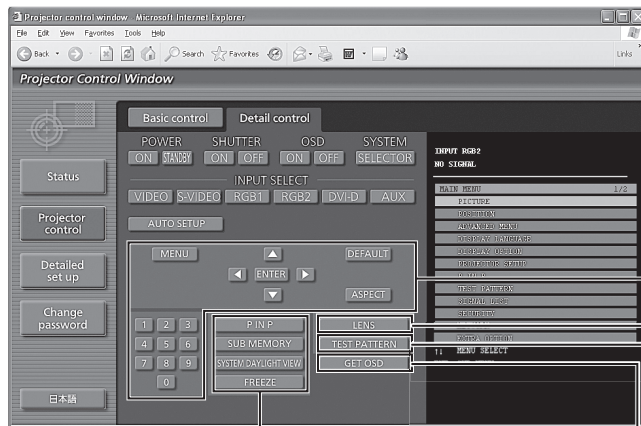 Projector control window Microsoft Internet Explorer
File Edit View Favorites Tools Help
Back Search Favorites Links
Projector Control Window
Basic control Detail control
POWER SHUTTER OSD SYSTEM
ON STANDBY ON OFF ON OFF SELECTOR
INPUT SELECT
VIDEO S-VIDEO RGB1 RGB2 DVI-D AUX
AUTO SETUP
MENU DEFAULT
ENTER
ASPECT
1 2 3 P IN P LENS
4 5 6 SUB MEMORY TEST PATTERN
7 8 9 SYSTEM DAYLIGHT VIEW GET OSD
0 FREEZE
Status
Projector control
Detailed set up
Change password
日本語
INPUT RGB2
NO SIGNAL
MAIN MENU 1/2
PICTURE
POSITION
ADVANCED MENU
DISPLAY LANGUAGE
DISPLAY OPTION
PROJECTOR SETUP
TEST PATTERN
SIGNAL LIST
SECURITY
EXTRA OPTION
MENU SELECT